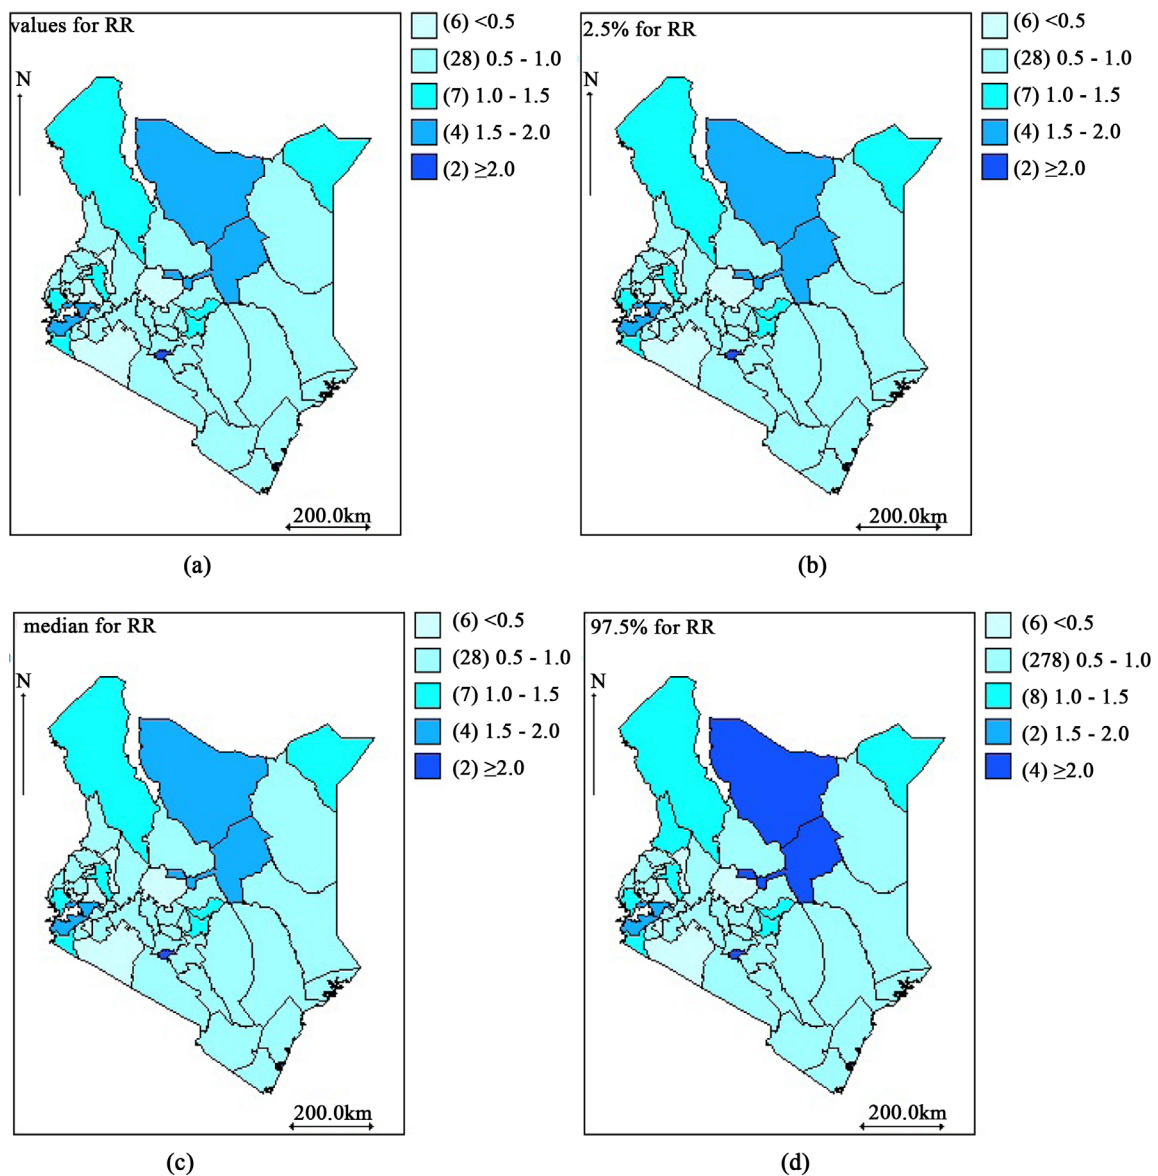 values for RR
(6) <0.5
(28) 0.5 - 1.0
(7) 1.0 - 1.5
(4) 1.5 - 2.0
(2) ≥2.0
N
200.0km
(a)
2.5% for RR
(6) <0.5
(28) 0.5 - 1.0
(7) 1.0 - 1.5
(4) 1.5 - 2.0
(2) ≥2.0
N
200.0km
(b)
median for RR
(6) <0.5
(28) 0.5 - 1.0
(7) 1.0 - 1.5
(4) 1.5 - 2.0
(2) ≥2.0
N
200.0km
(c)
97.5% for RR
(6) <0.5
(278) 0.5 - 1.0
(8) 1.0 - 1.5
(2) 1.5 - 2.0
(4) ≥2.0
N
200.0km
(d)